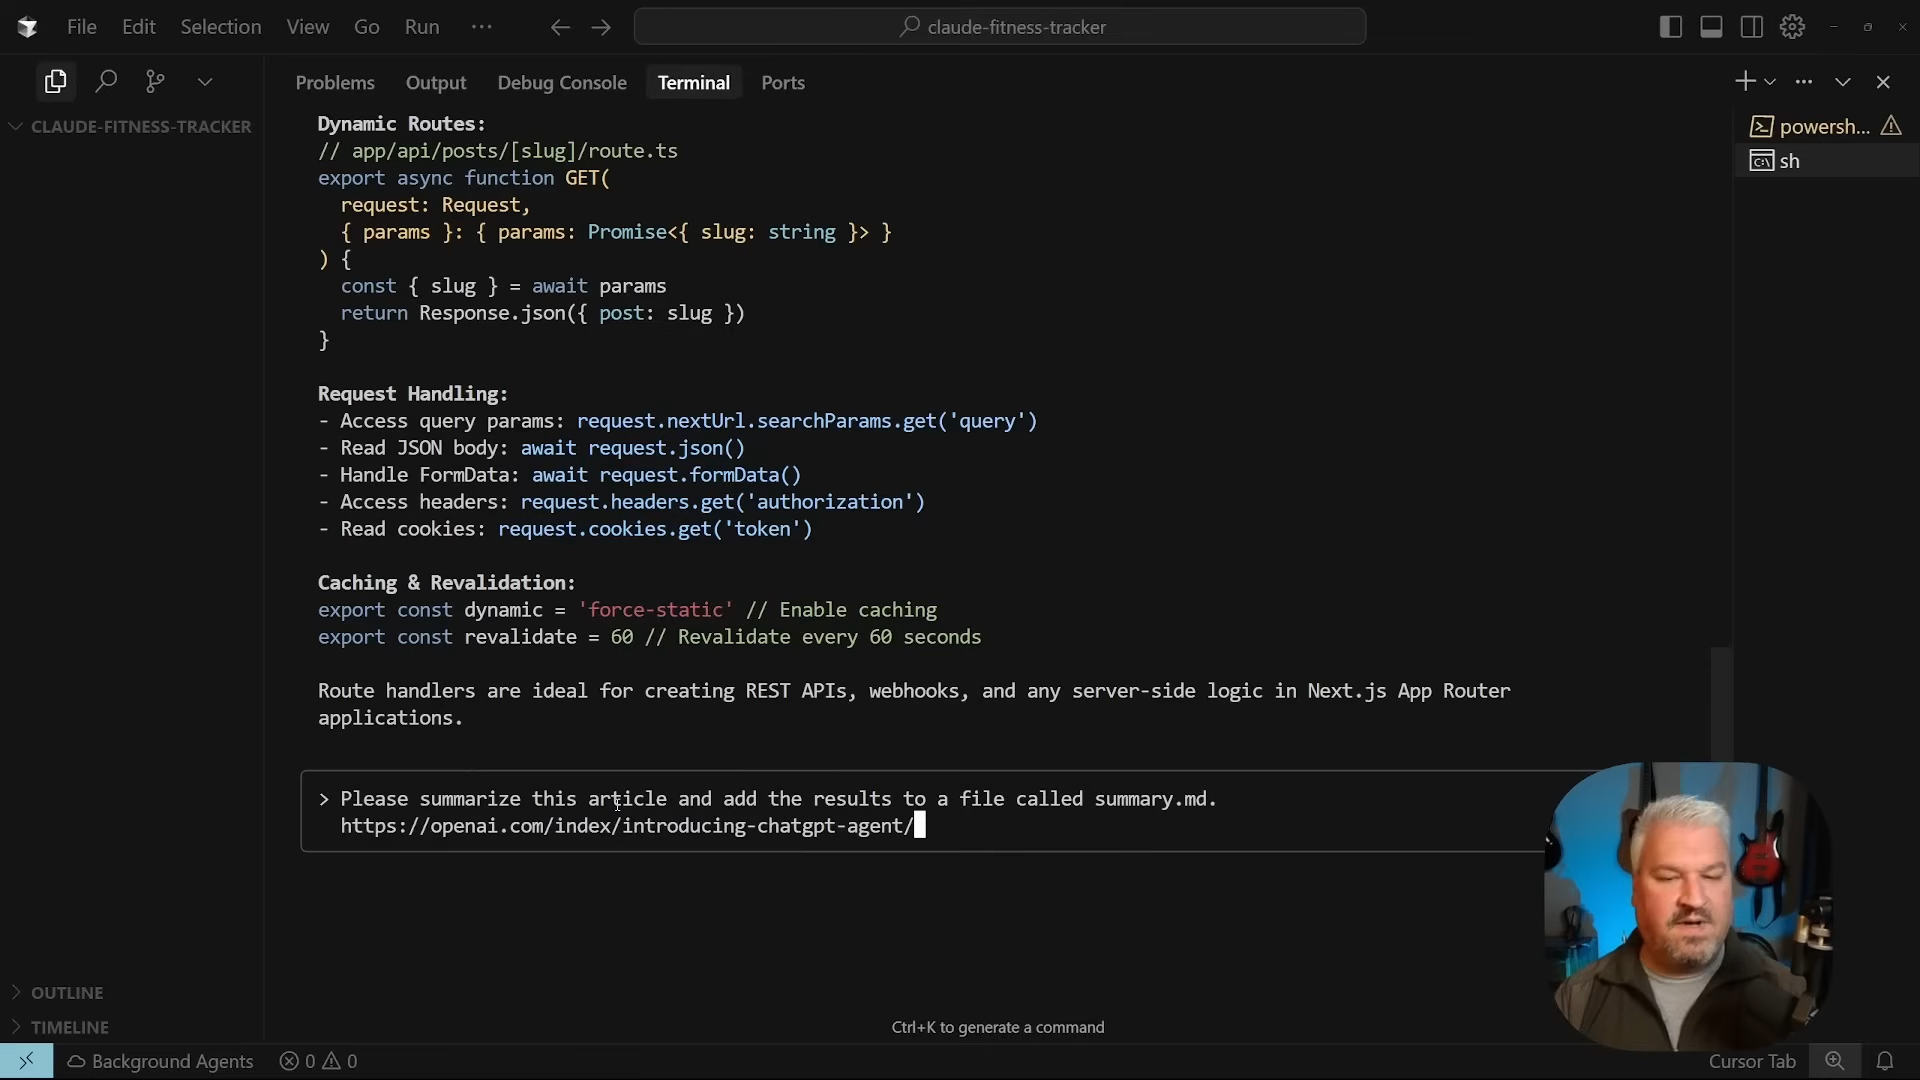 File Edit Selection View Go Run ··· claude-fitness-tracker
Problems Output Debug Console Terminal Ports
CLAUDE-FITNESS-TRACKER
powersh...
sh
Dynamic Routes:
// app/api/posts/[slug]/route.ts
export async function GET(
request: Request,
{ params }: { params: Promise<{ slug: string }> }
) {
const { slug } = await params
return Response.json({ post: slug })
}
Request Handling:
- Access query params: request.nextUrl.searchParams.get('query')
- Read JSON body: await request.json()
- Handle FormData: await request.formData()
- Access headers: request.headers.get('authorization')
- Read cookies: request.cookies.get('token')
Caching & Revalidation:
export const dynamic = 'force-static' // Enable caching
export const revalidate = 60 // Revalidate every 60 seconds
Route handlers are ideal for creating REST APIs, webhooks, and any server-side logic in Next.js App Router
applications.
> Please summarize this article and add the results to a file called summary.md.
https://openai.com/index/introducing-chatgpt-agent/
OUTLINE
TIMELINE
Ctrl+K to generate a command
Background Agents 0 0 Cursor Tab